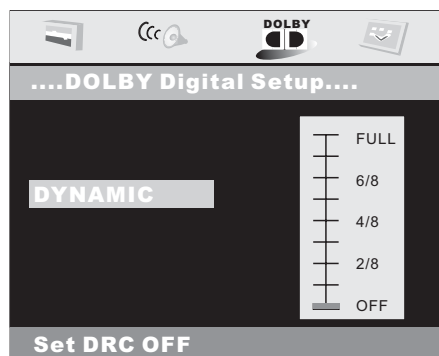 DOLBY
....DOLBY Digital Setup....
FULL
6/8
DYNAMIC
4/8
2/8
OFF
Set DRC OFF